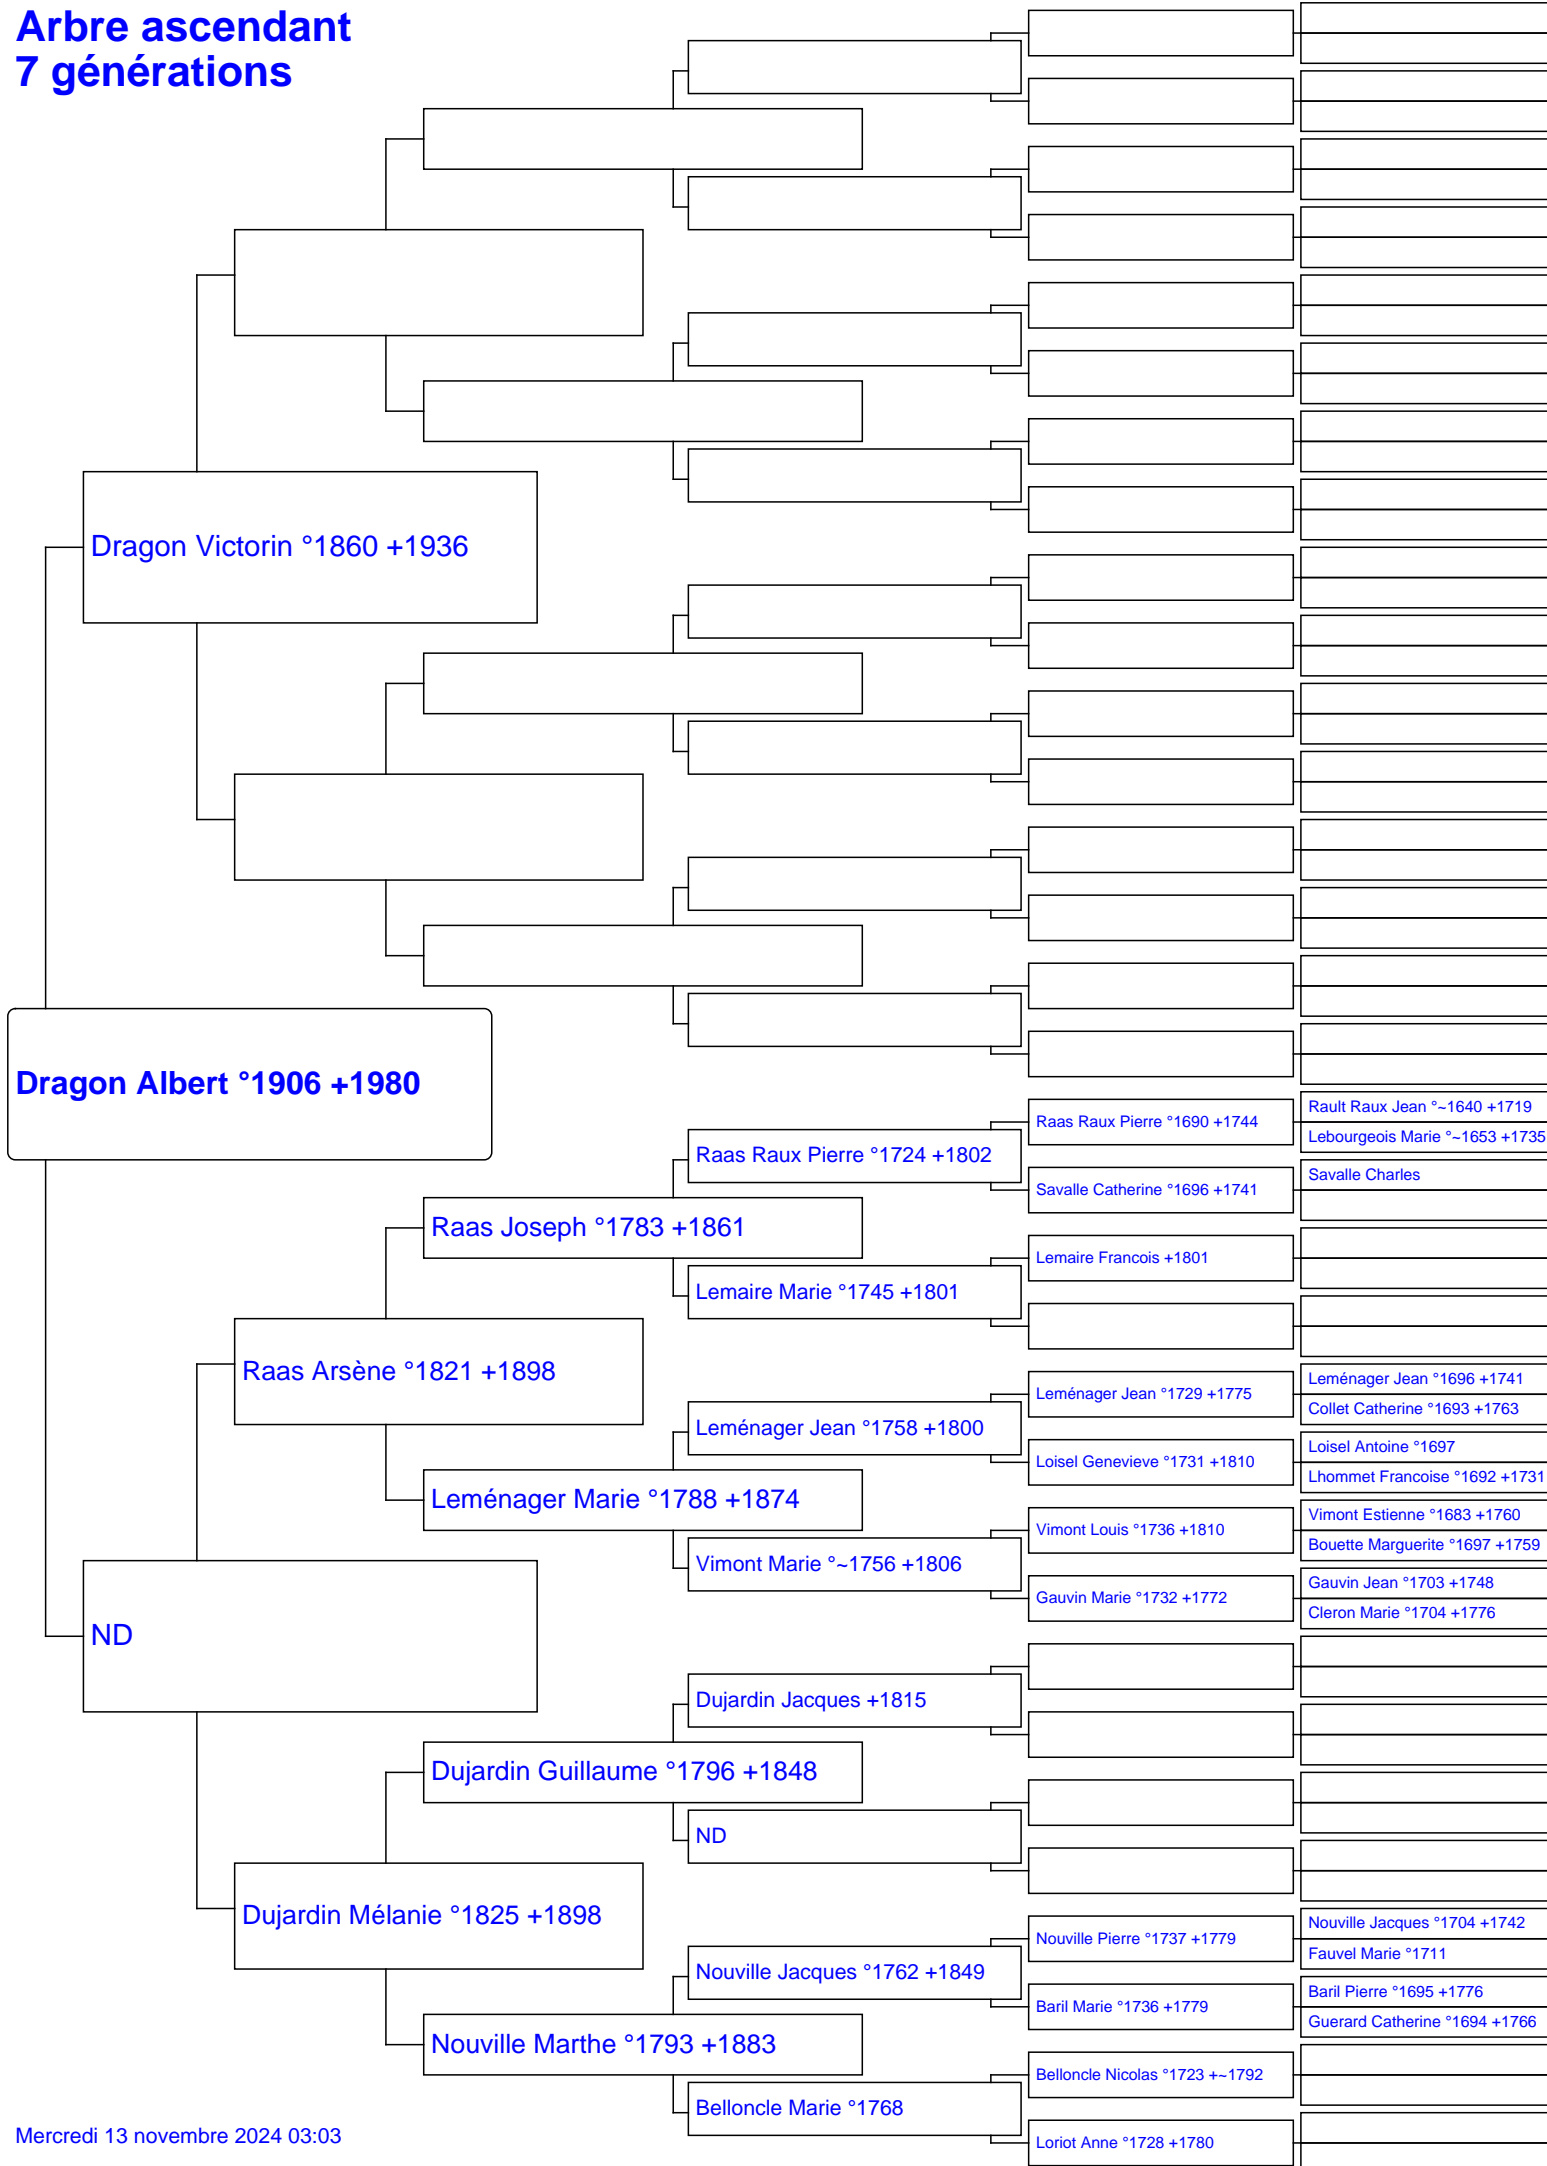 Arbre ascendant
7 générations
Dragon Victorin °1860 +1936
Dragon Albert °1906 +1980
Raas Raux Pierre °1690 +1744
Rault Raux Jean °~1640 +1719
Lebourgeois Marie °~1653 +1735
Raas Raux Pierre °1724 +1802
Savalle Catherine °1696 +1741
Savalle Charles
Raas Joseph °1783 +1861
Lemaire Francois +1801
Lemaire Marie °1745 +1801
Raas Arsène °1821 +1898
Leménager Jean °1729 +1775
Leménager Jean °1696 +1741
Collet Catherine °1693 +1763
Leménager Jean °1758 +1800
Loisel Genevieve °1731 +1810
Loisel Antoine °1697
Lhommet Francoise °1692 +1731
Leménager Marie °1788 +1874
Vimont Louis °1736 +1810
Vimont Estienne °1683 +1760
Bouette Marguerite °1697 +1759
Vimont Marie °~1756 +1806
Gauvin Marie °1732 +1772
Gauvin Jean °1703 +1748
Cleron Marie °1704 +1776
ND
Dujardin Jacques +1815
Dujardin Guillaume °1796 +1848
ND
Dujardin Mélanie °1825 +1898
Nouville Pierre °1737 +1779
Nouville Jacques °1704 +1742
Fauvel Marie °1711
Nouville Jacques °1762 +1849
Baril Marie °1736 +1779
Baril Pierre °1695 +1776
Guerard Catherine °1694 +1766
Nouville Marthe °1793 +1883
Belloncle Nicolas °1723 +~1792
Belloncle Marie °1768
Loriot Anne °1728 +1780
Mercredi 13 novembre 2024 03:03